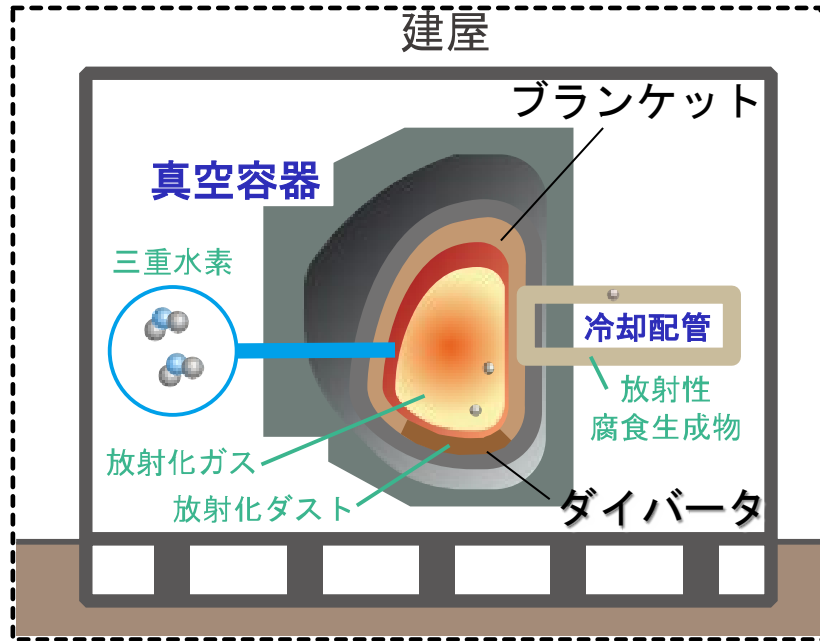 建屋
ブランケット
真空容器
三重水素
冷却配管
放射性
腐食生成物
放射化ガス
放射化ダスト
ダイバータ